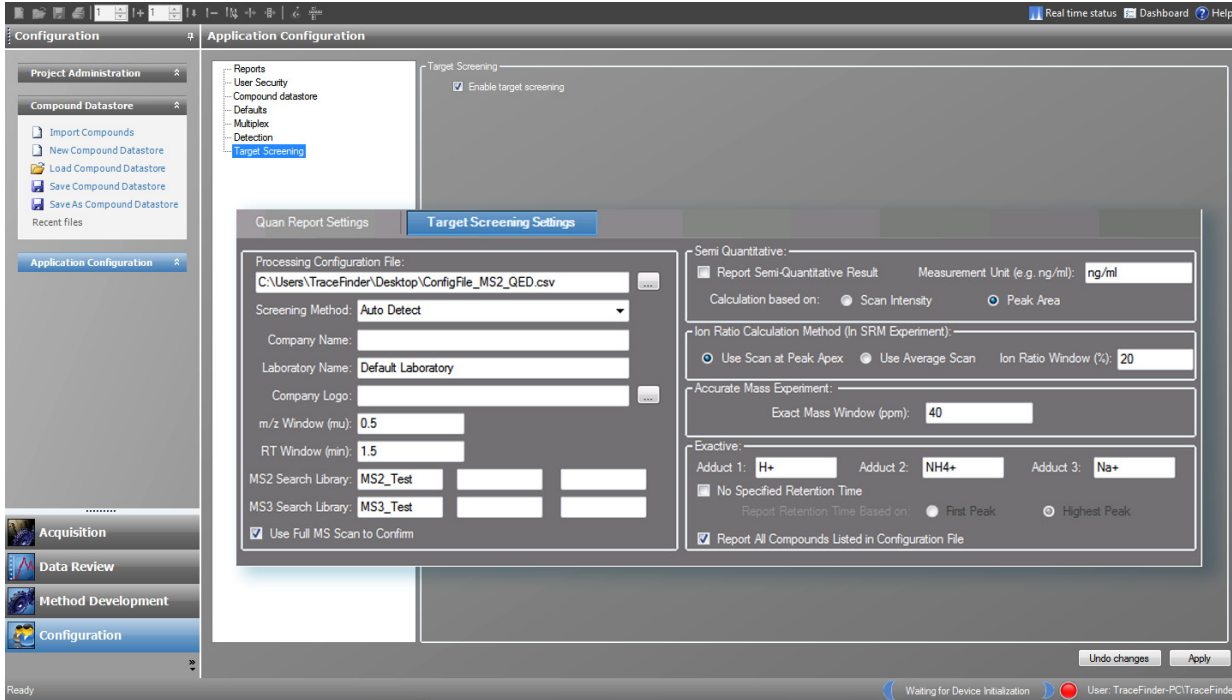 1 1
Real time status Dashboard Help
Configuration
Application Configuration
Project Administration
Compound Datastore
Import Compounds
New Compound Datastore
Load Compound Datastore
Save Compound Datastore
Save As Compound Datastore
Recent files
Application Configuration
Reports
User Security
Compound datastore
Defaults
Multiplex
Detection
Target Screening
Target Screening
Enable target screening
Quan Report Settings
Target Screening Settings
Processing Configuration File:
C:\Users\TraceFinder\Desktop\ConfigFile_MS2_QED.csv
...
Screening Method: Auto Detect
Company Name:
Laboratory Name: Default Laboratory
Company Logo: ...
m/z Window (mu): 0.5
RT Window (min): 1.5
MS2 Search Library: MS2_Test
MS3 Search Library: MS3_Test
Use Full MS Scan to Confirm
Semi Quantitative:
Report Semi-Quantitative Result Measurement Unit (e.g. ng/ml): ng/ml
Calculation based on: Scan Intensity Peak Area
Ion Ratio Calculation Method (In SRM Experiment):
Use Scan at Peak Apex Use Average Scan Ion Ratio Window (%): 20
Accurate Mass Experiment:
Exact Mass Window (ppm): 40
Exactive:
Adduct 1: H+ Adduct 2: NH4+ Adduct 3: Na+
No Specified Retention Time
Report Retention Time Based on: First Peak Highest Peak
Report All Compounds Listed in Configuration File
Acquisition
Data Review
Method Development
Configuration
Undo changes Apply
Ready
Waiting for Device Initialization
User: TraceFinder-PC\TraceFinde